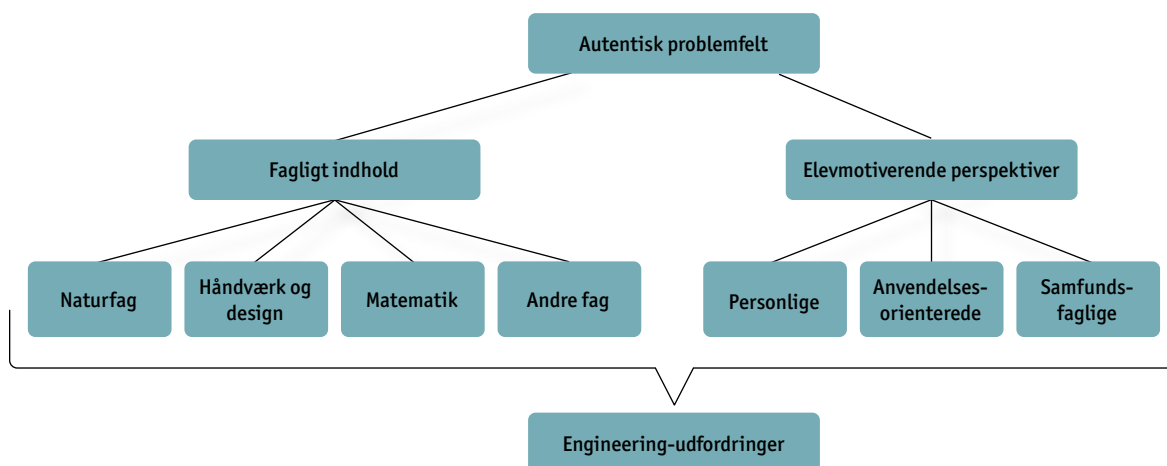 Autentisk problemfelt
Fagligt indhold
Elevmotiverende perspektiver
Naturfag
Håndværk og
design
Matematik
Andre fag
Personlige
Anvendelses-
orienterede
Samfunds-
faglige
Engineering-udfordringer